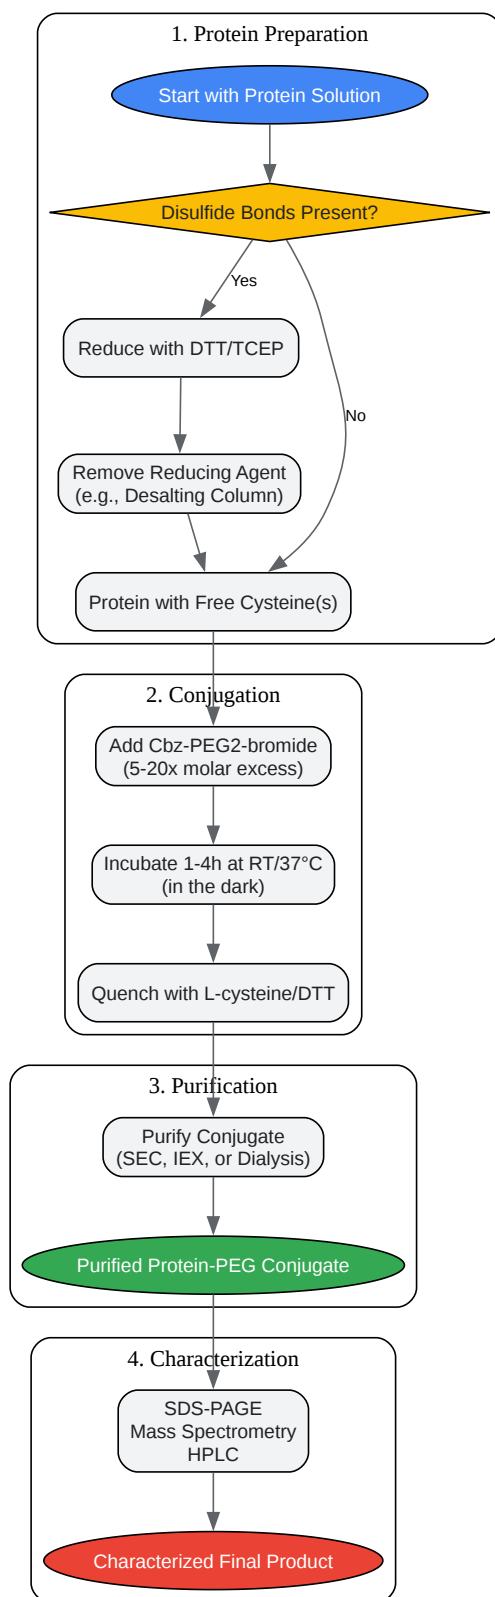 1. Protein Preparation
Start with Protein Solution
Disulfide Bonds Present?
Yes
Reduce with DTT/TCEP
No
Remove Reducing Agent
(e.g., Desalting Column)
Protein with Free Cysteine(s)
2. Conjugation
Add Cbz-PEG2-bromide
(5-20x molar excess)
Incubate 1-4h at RT/37°C
(in the dark)
Quench with L-cysteine/DTT
3. Purification
Purify Conjugate
(SEC, IEX, or Dialysis)
Purified Protein-PEG Conjugate
4. Characterization
SDS-PAGE
Mass Spectrometry
HPLC
Characterized Final Product